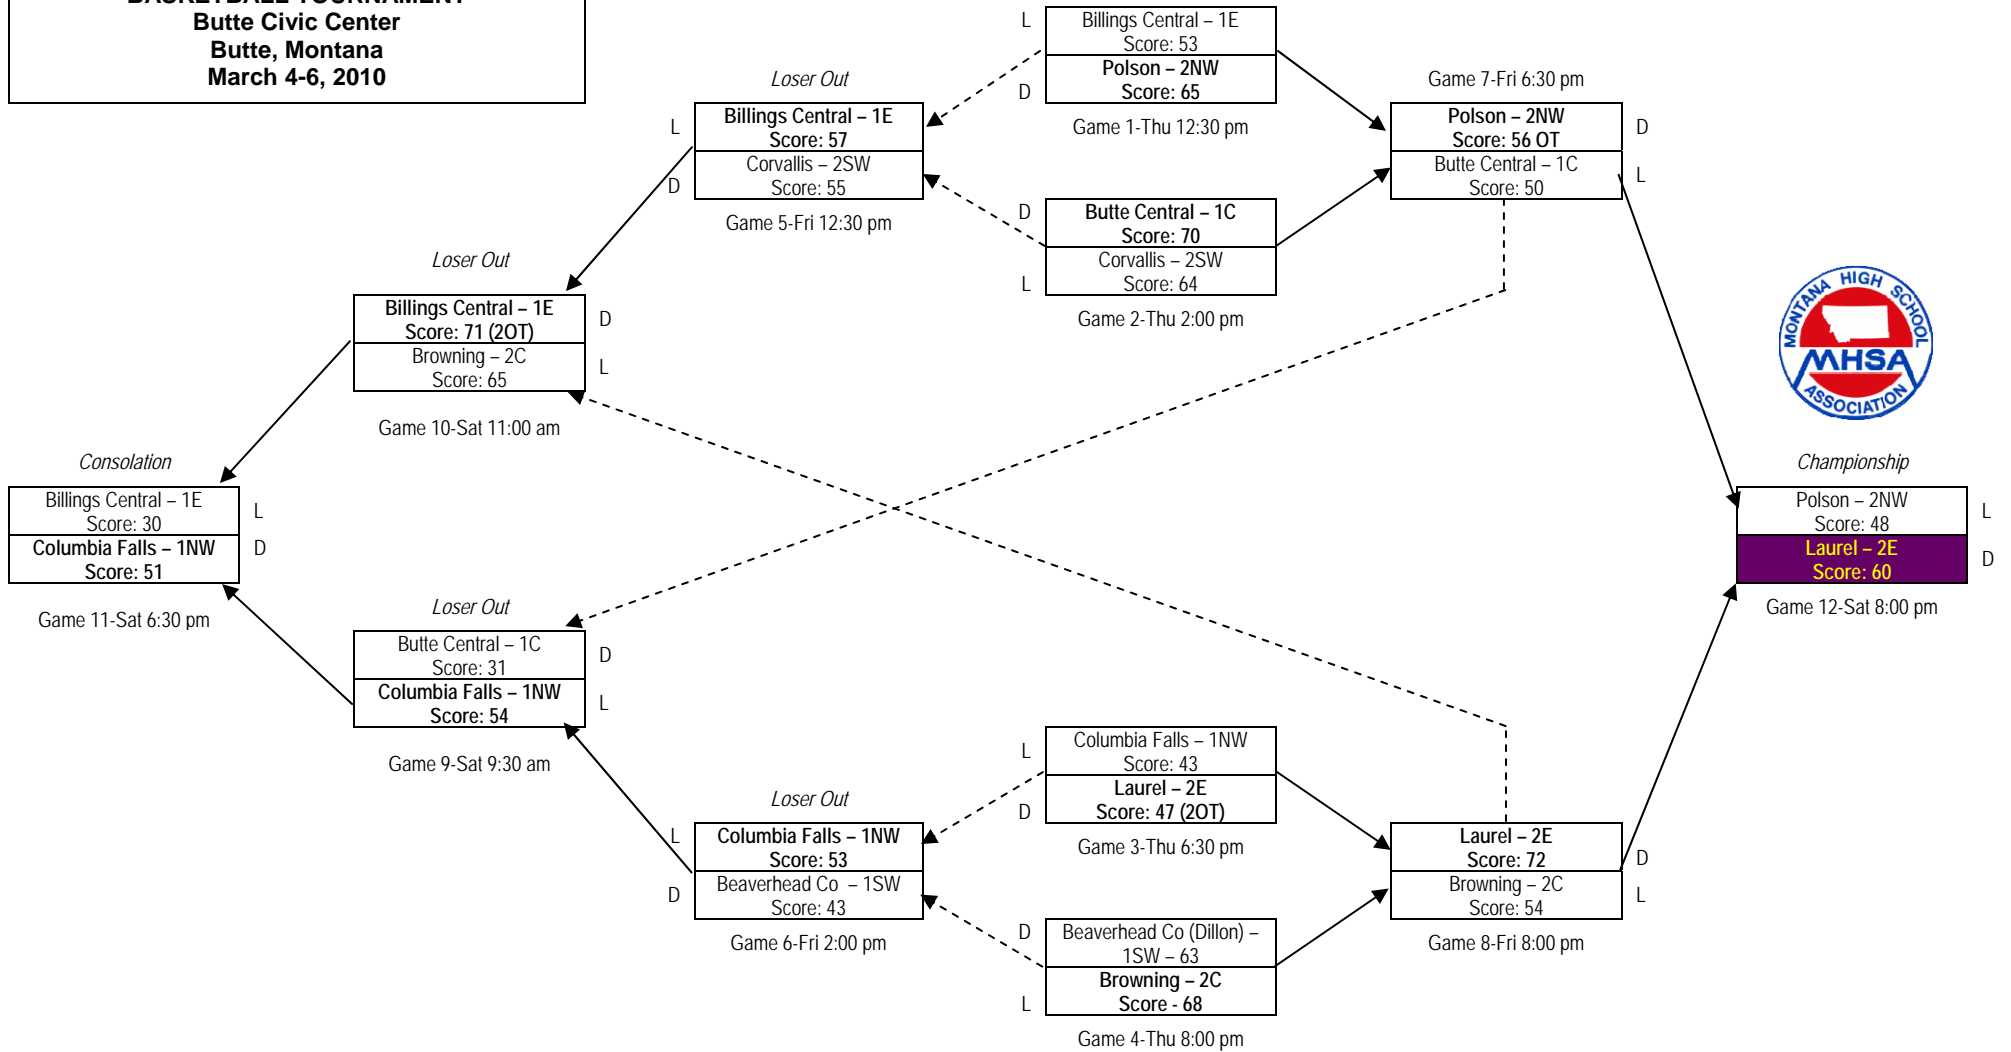 BASKETBALL TOURNAMENT
Butte Civic Center
Butte, Montana
March 4-6, 2010
L
Billings Central – 1E
Score: 53
Polson – 2NW
D
Score: 65
Game 1-Thu 12:30 pm
Loser Out
L
Billings Central – 1E
Score: 57
Corvallis – 2SW
D
Score: 55
Game 5-Fri 12:30 pm
Game 7-Fri 6:30 pm
Polson – 2NW
D
Score: 56 OT
Butte Central – 1C
L
Score: 50
D
Butte Central – 1C
Score: 70
Corvallis – 2SW
L
Score: 64
Game 2-Thu 2:00 pm
Loser Out
Billings Central – 1E
D
Score: 71 (2OT)
Browning – 2C
L
Score: 65
Game 10-Sat 11:00 am
MONTANA HIGH SCHOOL
MHSA
ASSOCIATION
Consolation
Billings Central – 1E
L
Score: 30
Columbia Falls – 1NW
D
Score: 51
Game 11-Sat 6:30 pm
Championship
Polson – 2NW
L
Score: 48
Laurel – 2E
D
Score: 60
Game 12-Sat 8:00 pm
Loser Out
Butte Central – 1C
D
Score: 31
Columbia Falls – 1NW
L
Score: 54
Game 9-Sat 9:30 am
L
Columbia Falls – 1NW
Score: 43
Laurel – 2E
D
Score: 47 (2OT)
Game 3-Thu 6:30 pm
Loser Out
L
Columbia Falls – 1NW
Score: 53
Beaverhead Co – 1SW
D
Score: 43
Game 6-Fri 2:00 pm
Laurel – 2E
Score: 72
D
Browning – 2C
L
Score: 54
Game 8-Fri 8:00 pm
D
Beaverhead Co (Dillon) –
1SW – 63
Browning – 2C
L
Score - 68
Game 4-Thu 8:00 pm